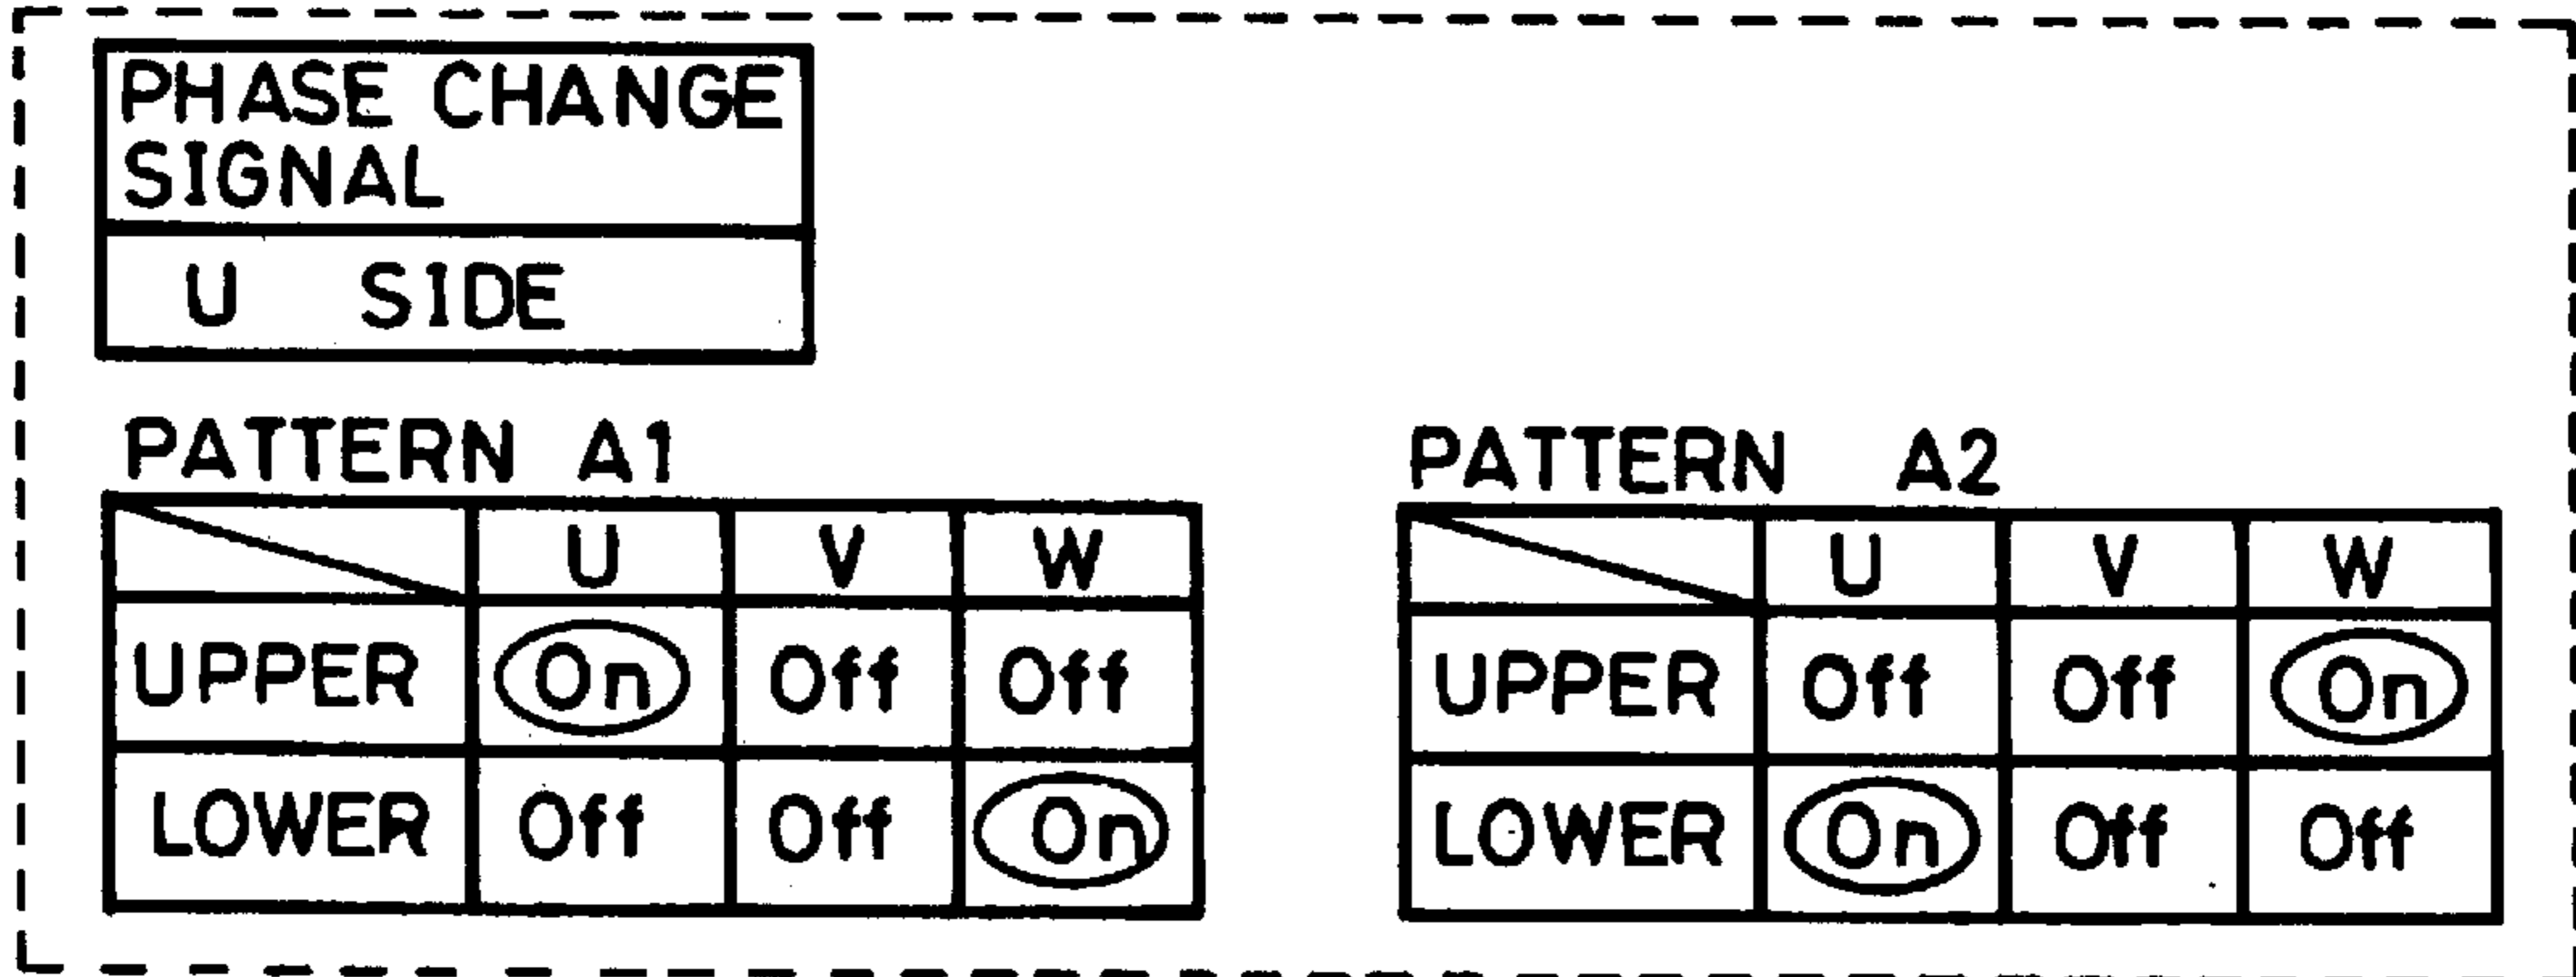 PHASE CHANGE
SIGNAL
U SIDE
PATTERN A1
U V W
UPPER On Off Off
LOWER Off Off On
PATTERN A2
U V W
UPPER Off Off On
LOWER On Off Off